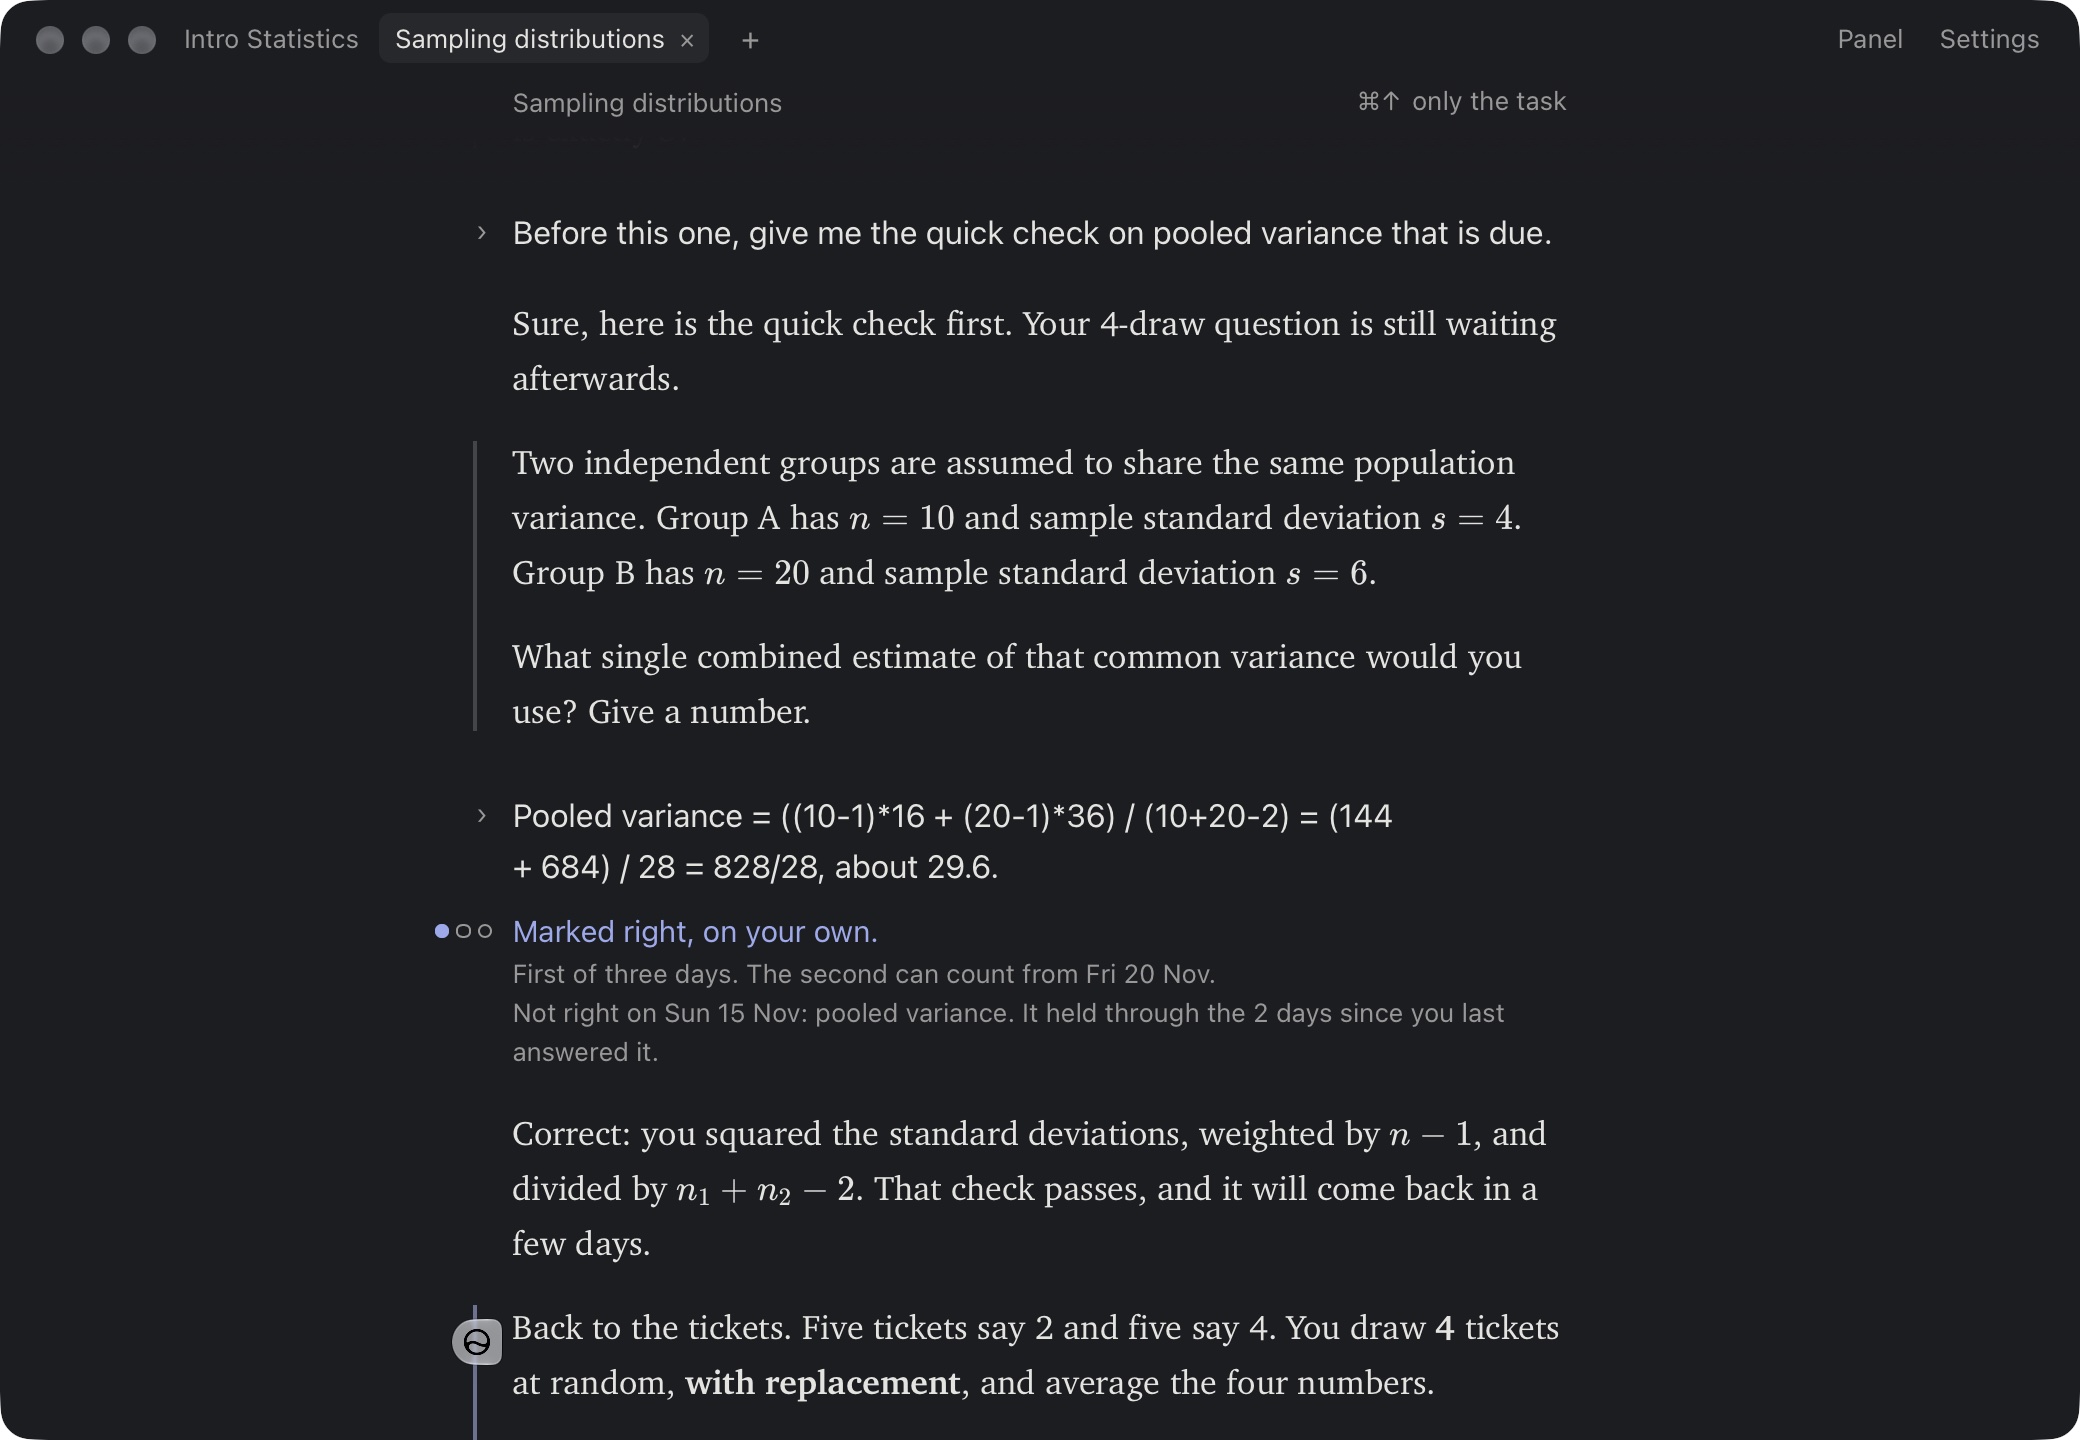 Intro Statistics
Sampling distributions ×
+
Panel
Settings
Sampling distributions
⌘↑ only the task
› Before this one, give me the quick check on pooled variance that is due.
Sure, here is the quick check first. Your 4-draw question is still waiting
afterwards.
Two independent groups are assumed to share the same population
variance. Group A has n = 10 and sample standard deviation s = 4.
Group B has n = 20 and sample standard deviation s = 6.
What single combined estimate of that common variance would you
use? Give a number.
› Pooled variance = ((10-1)*16 + (20-1)*36) / (10+20-2) = (144
+ 684) / 28 = 828/28, about 29.6.
Marked right, on your own.
First of three days. The second can count from Fri 20 Nov.
Not right on Sun 15 Nov: pooled variance. It held through the 2 days since you last
answered it.
Correct: you squared the standard deviations, weighted by n − 1, and
divided by n₁ + n₂ − 2. That check passes, and it will come back in a
few days.
Back to the tickets. Five tickets say 2 and five say 4. You draw 4 tickets
at random, with replacement, and average the four numbers.